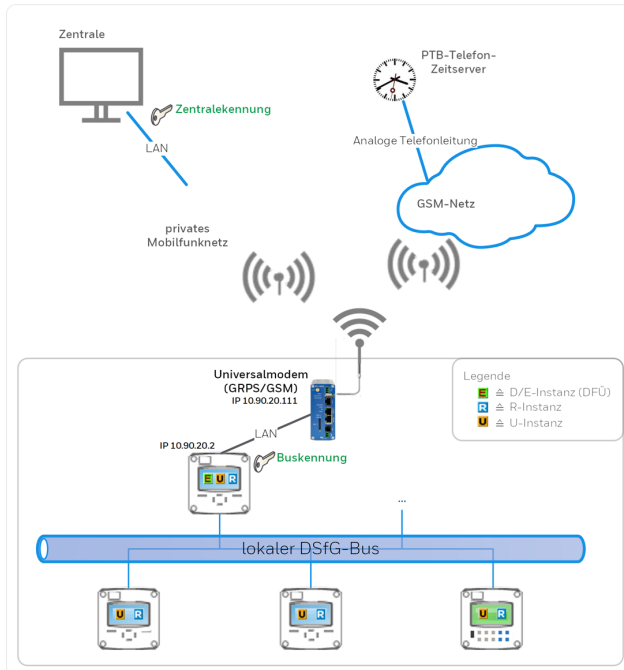 Zentrale
PTB-Telefon-
Zeitserver
Zentralekennung
LAN
Analoge Telefonleitung
GSM-Netz
privates
Mobilfunknetz
Universalmodem
(GRPS/GSM)
IP 10.90.20.111
Legende
E ≙ D/E-Instanz (DFÜ)
R ≙ R-Instanz
U ≙ U-Instanz
LAN
IP 10.90.20.2
Buskennung
E U R
...
lokaler DSfG-Bus
U R
U R
U R